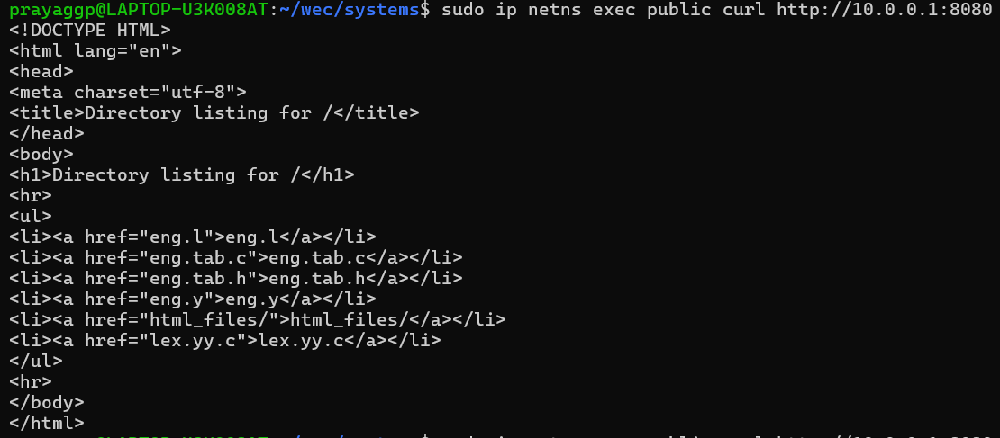 prayaggp@LAPTOP-U3K008AT:~/wec/systems$ sudo ip netns exec public curl http://10.0.0.1:8080
<!DOCTYPE HTML>
<html lang="en">
<head>
<meta charset="utf-8">
<title>Directory listing for /</title>
</head>
<body>
<h1>Directory listing for /</h1>
<hr>
<ul>
<li><a href="eng.l">eng.l</a></li>
<li><a href="eng.tab.c">eng.tab.c</a></li>
<li><a href="eng.tab.h">eng.tab.h</a></li>
<li><a href="eng.y">eng.y</a></li>
<li><a href="html_files/">html_files/</a></li>
<li><a href="lex.yy.c">lex.yy.c</a></li>
</ul>
<hr>
</body>
</html>